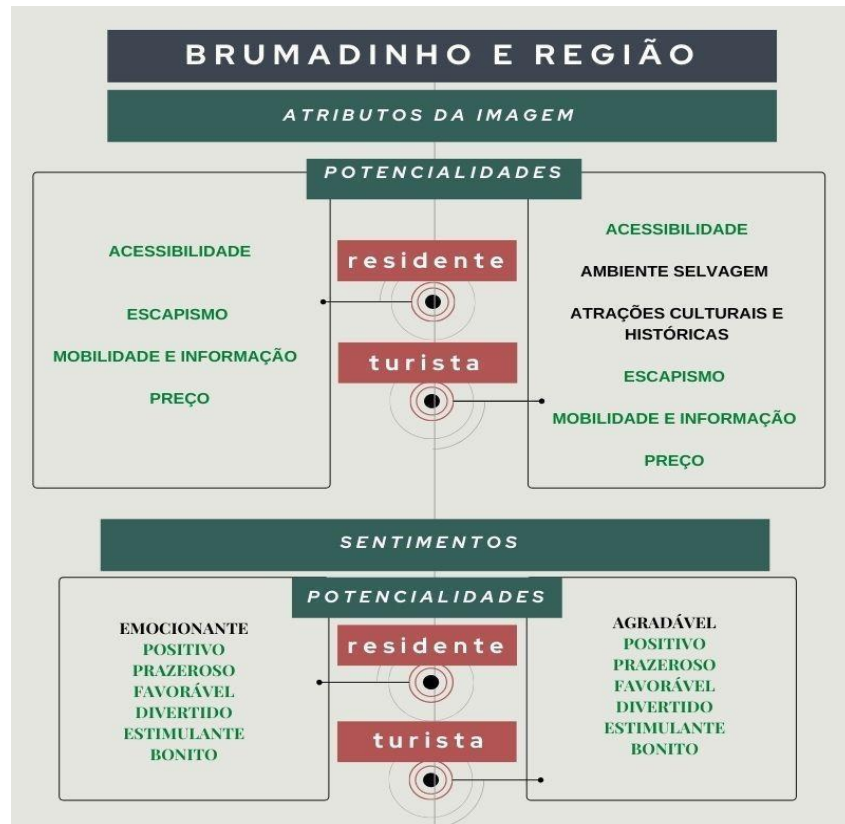 BRUMADINHO E REGIÃO
ATRIBUTOS DA IMAGEM
POTENCIALIDADES
residente
ACESSIBILIDADE
ESCAPISMO
MOBILIDADE E INFORMAÇÃO
PREÇO
turista
ACESSIBILIDADE
AMBIENTE SELVAGEM
ATRAÇÕES CULTURAIS E
HISTÓRICAS
ESCAPISMO
MOBILIDADE E INFORMAÇÃO
PREÇO
SENTIMENTOS
POTENCIALIDADES
residente
EMOCIONANTE
POSITIVO
PRAZEROSO
FAVORÁVEL
DIVERTIDO
ESTIMULANTE
BONITO
turista
AGRADÁVEL
POSITIVO
PRAZEROSO
FAVORÁVEL
DIVERTIDO
ESTIMULANTE
BONITO